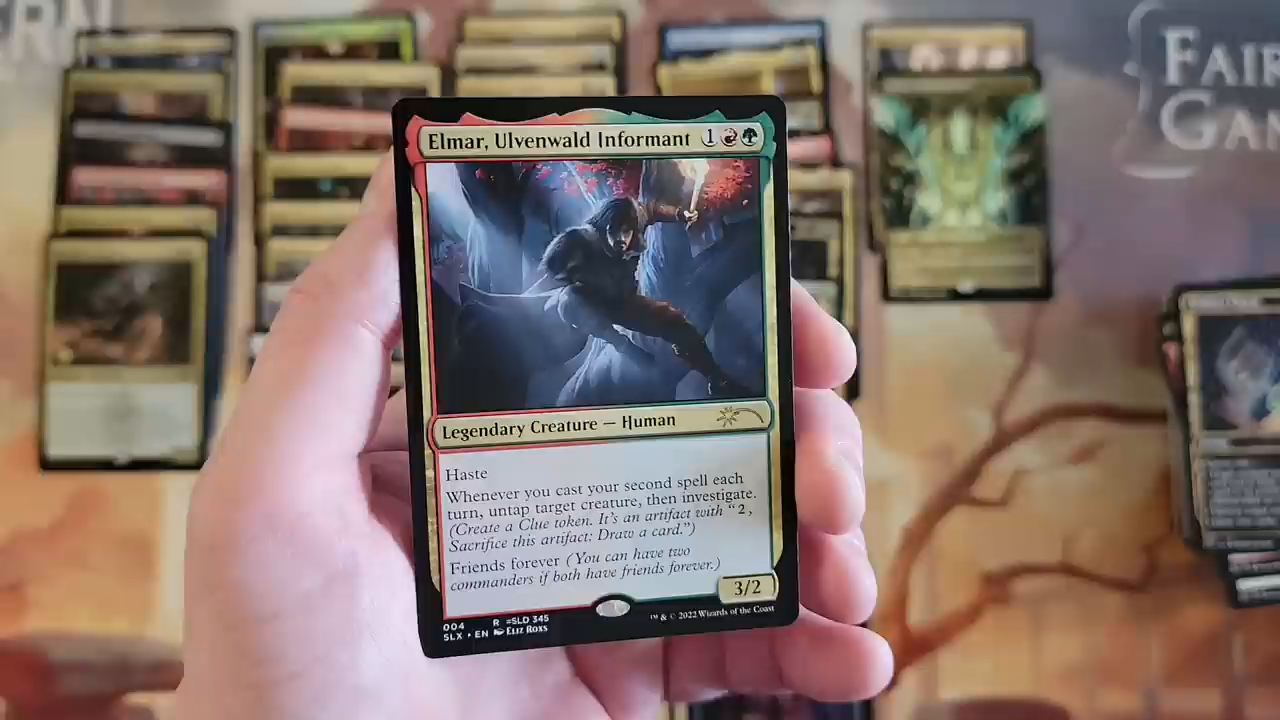 FAIR
GAM
Elmar, Ulvenwald Informant 1
Legendary Creature — Human
Haste
Whenever you cast your second spell each
turn, untap target creature, then investigate.
(Create a Clue token. It's an artifact with “2,
Sacrifice this artifact: Draw a card.”)
Friends forever (You can have two
commanders if both have friends forever.)
3/2
004 R =SLD 345
SLX • EN Eliz Roxs
™ & © 2022 Wizards of the Coast